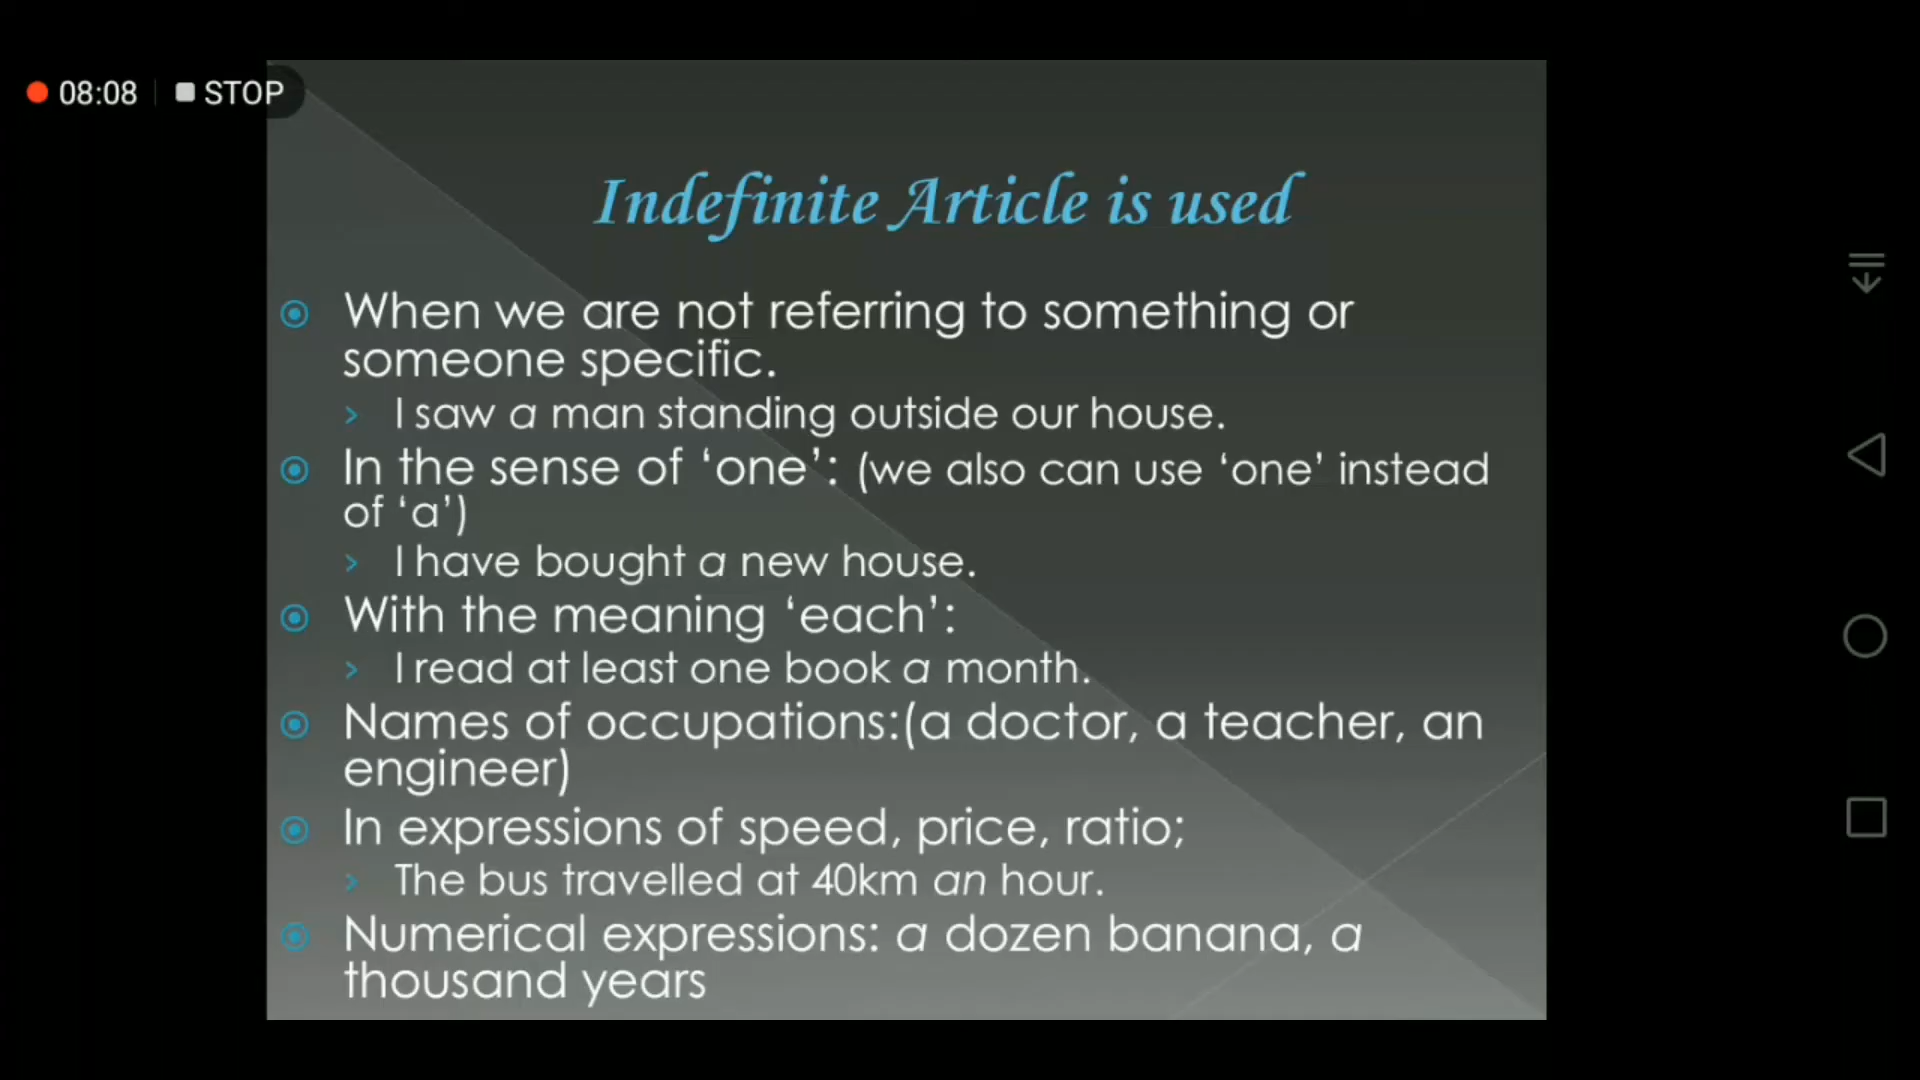 08:08 STOP
Indefinite Article is used
When we are not referring to something or
someone specific.
I saw a man standing outside our house.
In the sense of ‘one’: (we also can use ‘one’ instead
of ‘a’)
I have bought a new house.
With the meaning ‘each’:
I read at least one book a month.
Names of occupations:(a doctor, a teacher, an
engineer)
In expressions of speed, price, ratio;
The bus travelled at 40km an hour.
Numerical expressions: a dozen banana, a
thousand years